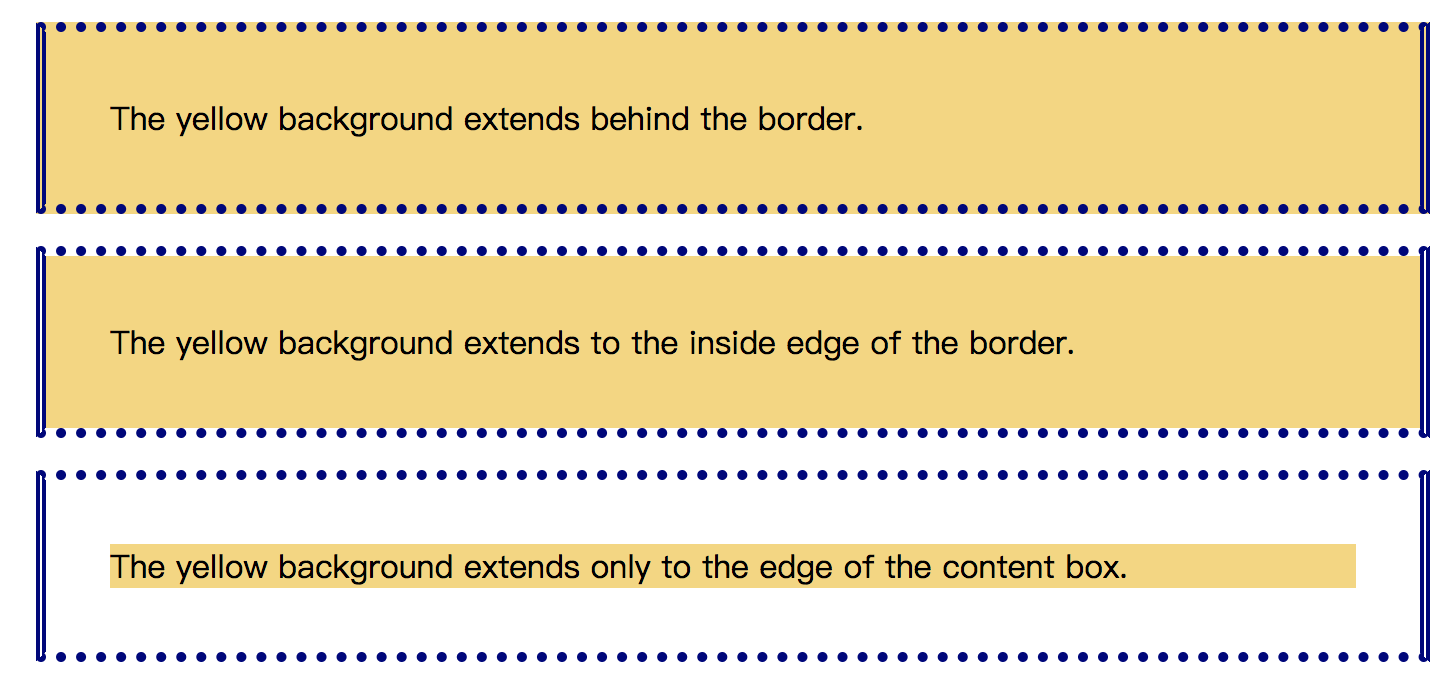 The yellow background extends behind the border.
The yellow background extends to the inside edge of the border.
The yellow background extends only to the edge of the content box.